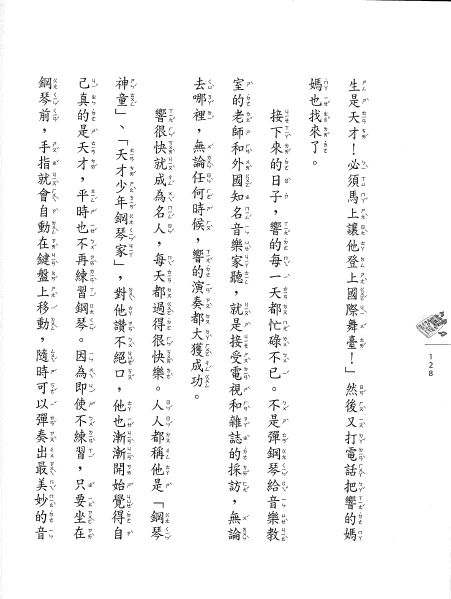 生是天才！必須馬上讓他登上國際舞臺！」然後又打電話把響的媽
媽也找來了。
接下來的日子，響的每一天都忙碌不已。不是彈鋼琴給音樂教
室的老師和外國知名音樂家聽，就是接受電視和雜誌的採訪，無論
去哪裡，無論任何時候，響的演奏都大獲成功。
響很快就成為名人，每天都過得很快樂。人人都稱他是「鋼琴
神童」、「天才少年鋼琴家」，對他讚不絕口，他也漸漸開始覺得自
己真的是天才，平時也不再練習鋼琴。因為即使不練習，只要坐在
鋼琴前，手指就會自動在鍵盤上移動，隨時可以彈奏出最美妙的音
128